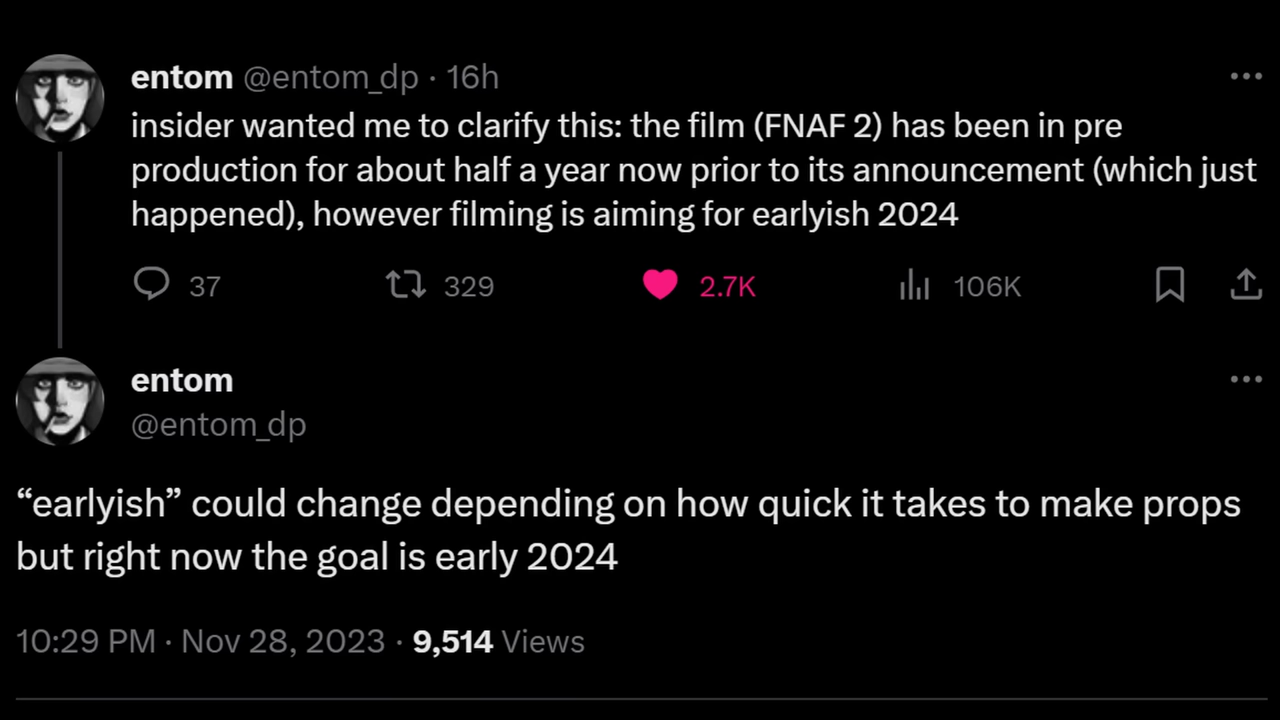 entom @entom_dp · 16h
insider wanted me to clarify this: the film (FNAF 2) has been in pre
production for about half a year now prior to its announcement (which just
happened), however filming is aiming for earlyish 2024
37 329 2.7K 106K
entom
@entom_dp
“earlyish” could change depending on how quick it takes to make props
but right now the goal is early 2024
10:29 PM · Nov 28, 2023 · 9,514 Views